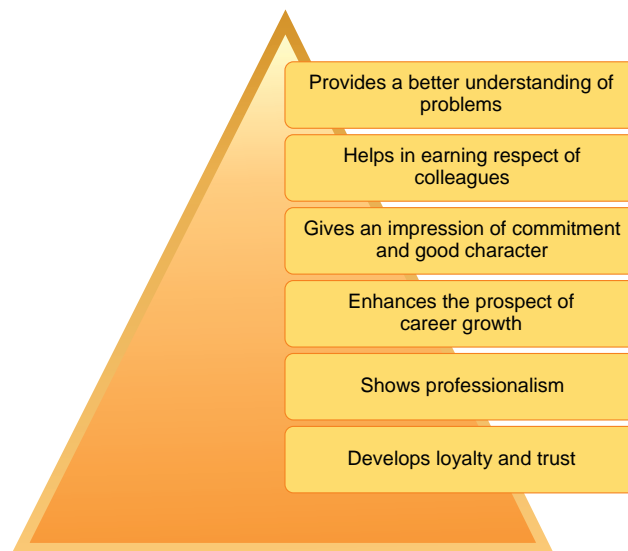 Provides a better understanding of
problems
Helps in earning respect of
colleagues
Gives an impression of commitment
and good character
Enhances the prospect of
career growth
Shows professionalism
Develops loyalty and trust